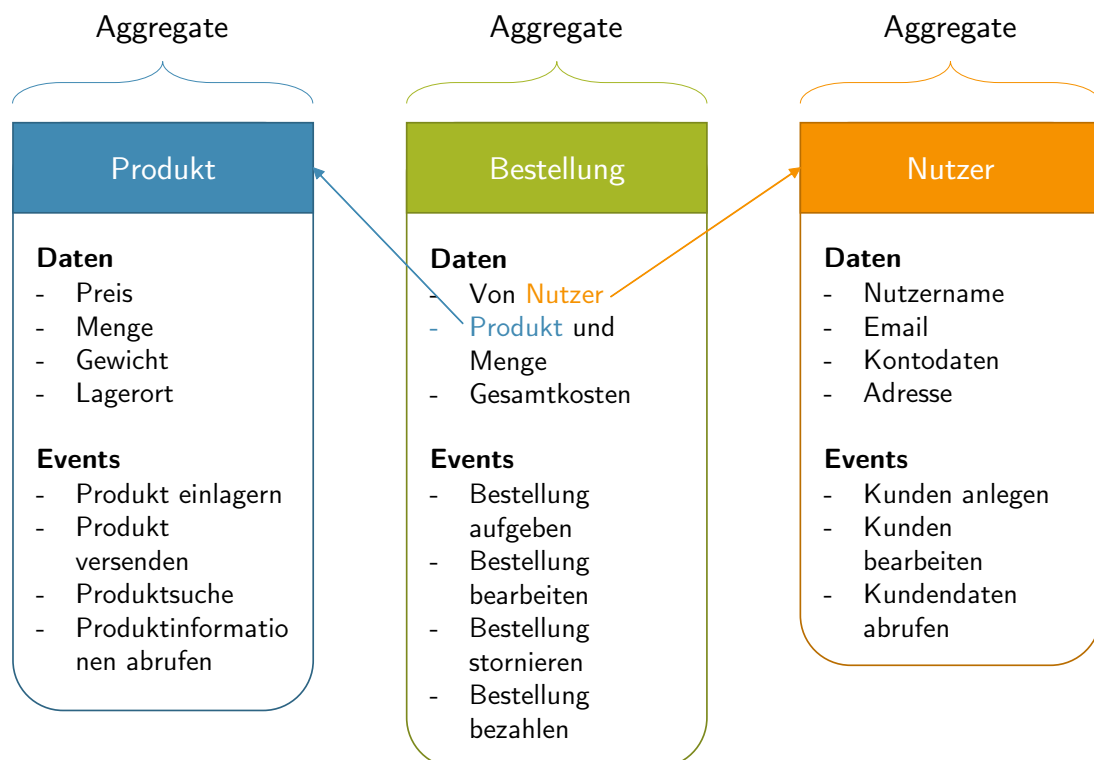 Aggregate
Aggregate
Aggregate
Produkt
Bestellung
Nutzer
Daten
- Preis
- Menge
- Gewicht
- Lagerort
Events
- Produkt einlagern
- Produkt
versenden
- Produktsuche
- Produktinformatio
nen abrufen
Daten
- Von Nutzer
- Produkt und
Menge
- Gesamtkosten
Events
- Bestellung
aufgeben
- Bestellung
bearbeiten
- Bestellung
stornieren
- Bestellung
bezahlen
Daten
- Nutzername
- Email
- Kontodaten
- Adresse
Events
- Kunden anlegen
- Kunden
bearbeiten
- Kundendaten
abrufen